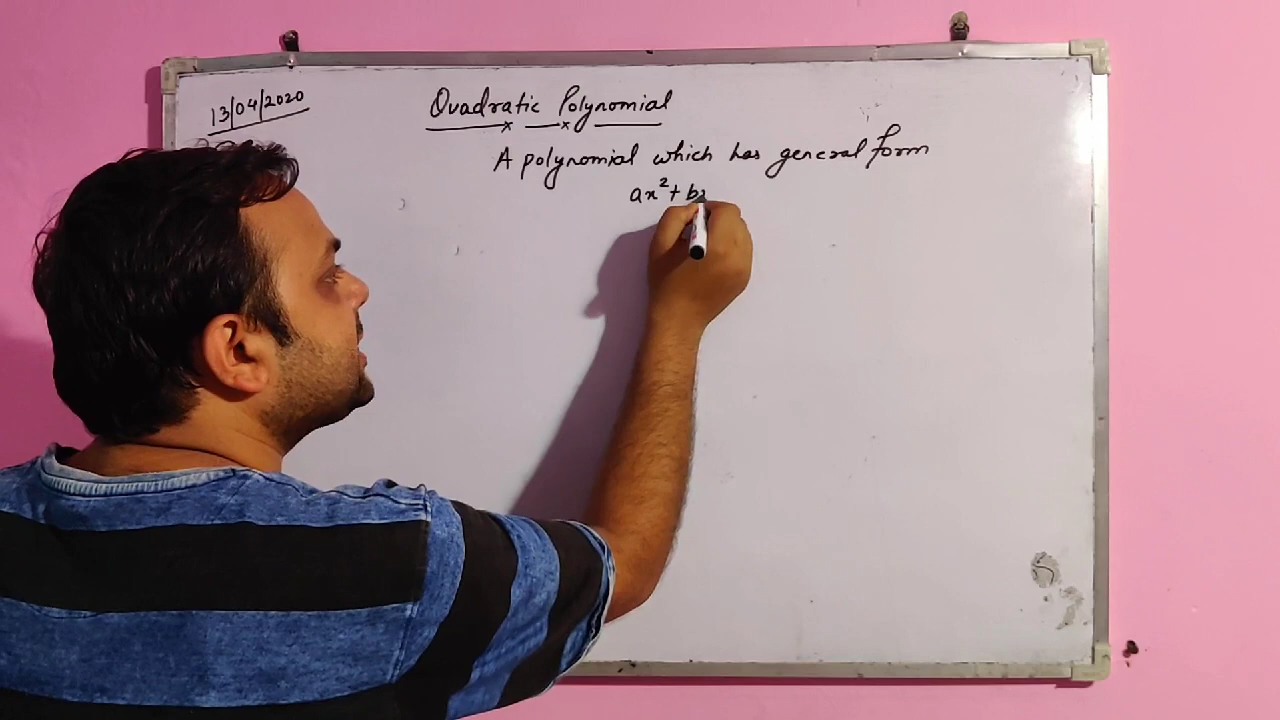 13/04/2020
Quadratic Polynomial
A polynomial which has general form
ax² + bx